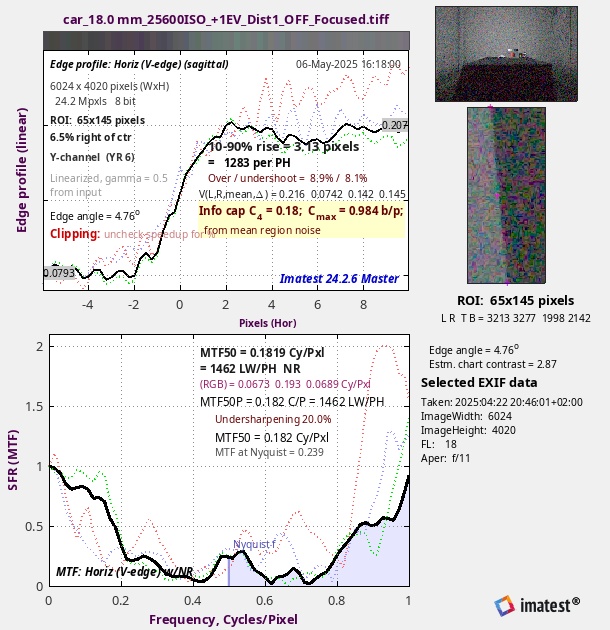 car_18.0 mm_25600ISO_+1EV_Dist1_OFF_Focused.tiff
Edge profile: Horiz (V-edge) (sagittal)
06-May-2025 16:18:00
6024 x 4020 pixels (WxH)
24.2 Mpxls 8 bit
ROI: 65x145 pixels
6.5% right of ctr
Y-channel (YR 6)
Linearized, gamma = 0.5
from input
Edge angle = 4.76o
Clipping: uncheck speedup for %
0.207
10-90% rise = 3.13 pixels
= 1283 per PH
Over / undershoot = 8.9% / 8.1%
V(L,R,mean,Δ) = 0.216 0.0742 0.142 0.145
Info cap C4 = 0.18; Cmax = 0.984 b/p;
from mean region noise
0.0793
Imatest 24.2.6 Master
Edge profile (linear)
-4 -2 0 2 4 6 8
Pixels (Hor)
ROI: 65x145 pixels
L R T B = 3213 3277 1998 2142
Edge angle = 4.76o
Estm. chart contrast = 2.87
Selected EXIF data
Taken: 2025:04:22 20:46:01+02:00
ImageWidth: 6024
ImageHeight: 4020
FL: 18
Aper: f/11
MTF50 = 0.1819 Cy/Pxl
= 1462 LW/PH NR
(RGB) = 0.0673 0.193 0.0689 Cy/Pxl
MTF50P = 0.182 C/P = 1462 LW/PH
Undersharpening 20.0%
MTF50 = 0.182 Cy/Pxl
MTF at Nyquist = 0.239
Nyquist f
MTF: Horiz (V-edge) w/NR
SFR (MTF)
2
1.5
1
0.5
0
0 0.2 0.4 0.6 0.8 1
Frequency, Cycles/Pixel
imatest®